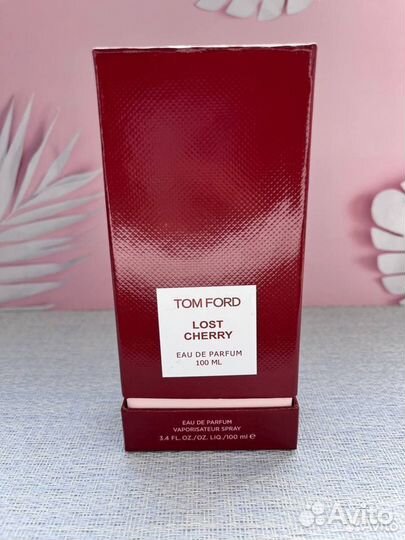 TOM FORD
LOST
CHERRY
EAU DE PARFUM
100 ML
EAU DE PARFUM
VAPORISATEUR SPRAY
3.4 FL.OZ./OZ. LIQ./100 ml ℮
Avito